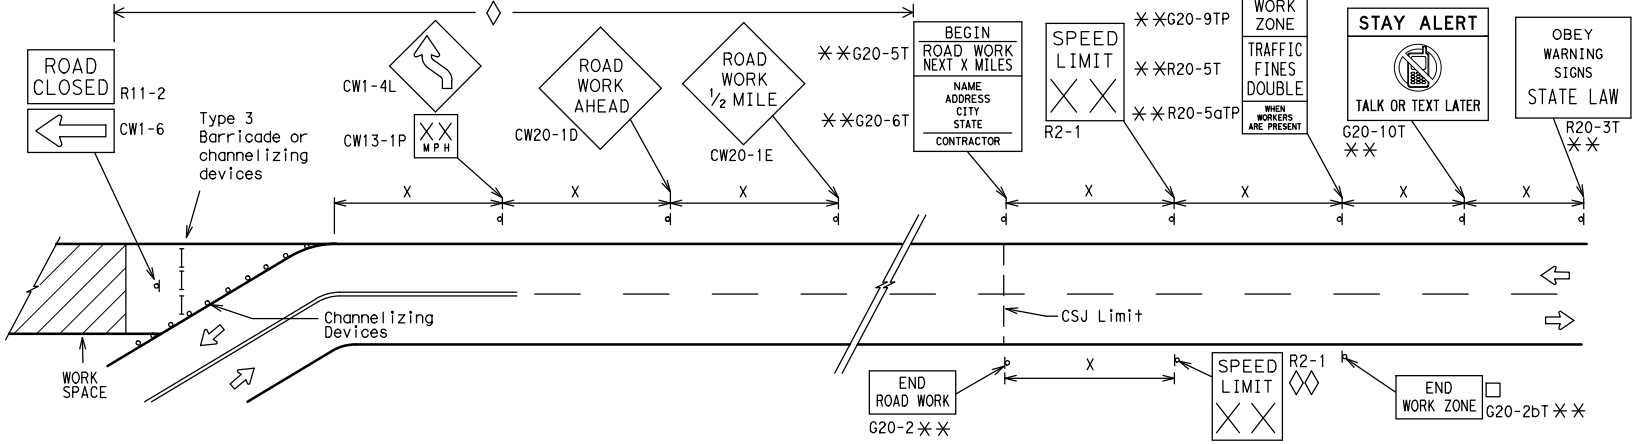 ROAD
CLOSED
R11-2
CW1-6
Type 3
Barricade or
channelizing
devices
CW1-4L
CW13-1P
XX
MPH
ROAD
WORK
AHEAD
CW20-1D
ROAD
WORK
1/2 MILE
CW20-1E
**G20-5T
**G20-6T
BEGIN
ROAD WORK
NEXT X MILES
NAME
ADDRESS
CITY
STATE
CONTRACTOR
SPEED
LIMIT
XX
R2-1
**G20-9TP
**R20-5T
**R20-5aTP
WORK
ZONE
TRAFFIC
FINES
DOUBLE
WHEN
WORKERS
ARE PRESENT
STAY ALERT
TALK OR TEXT LATER
G20-10T
**
OBEY
WARNING
SIGNS
STATE LAW
R20-3T
**
X
X
X
X
X
X
X
Channelizing
Devices
CSJ Limit
WORK
SPACE
END
ROAD WORK
G20-2**
X
SPEED
LIMIT
XX
R2-1
END
WORK ZONE
G20-2bT**